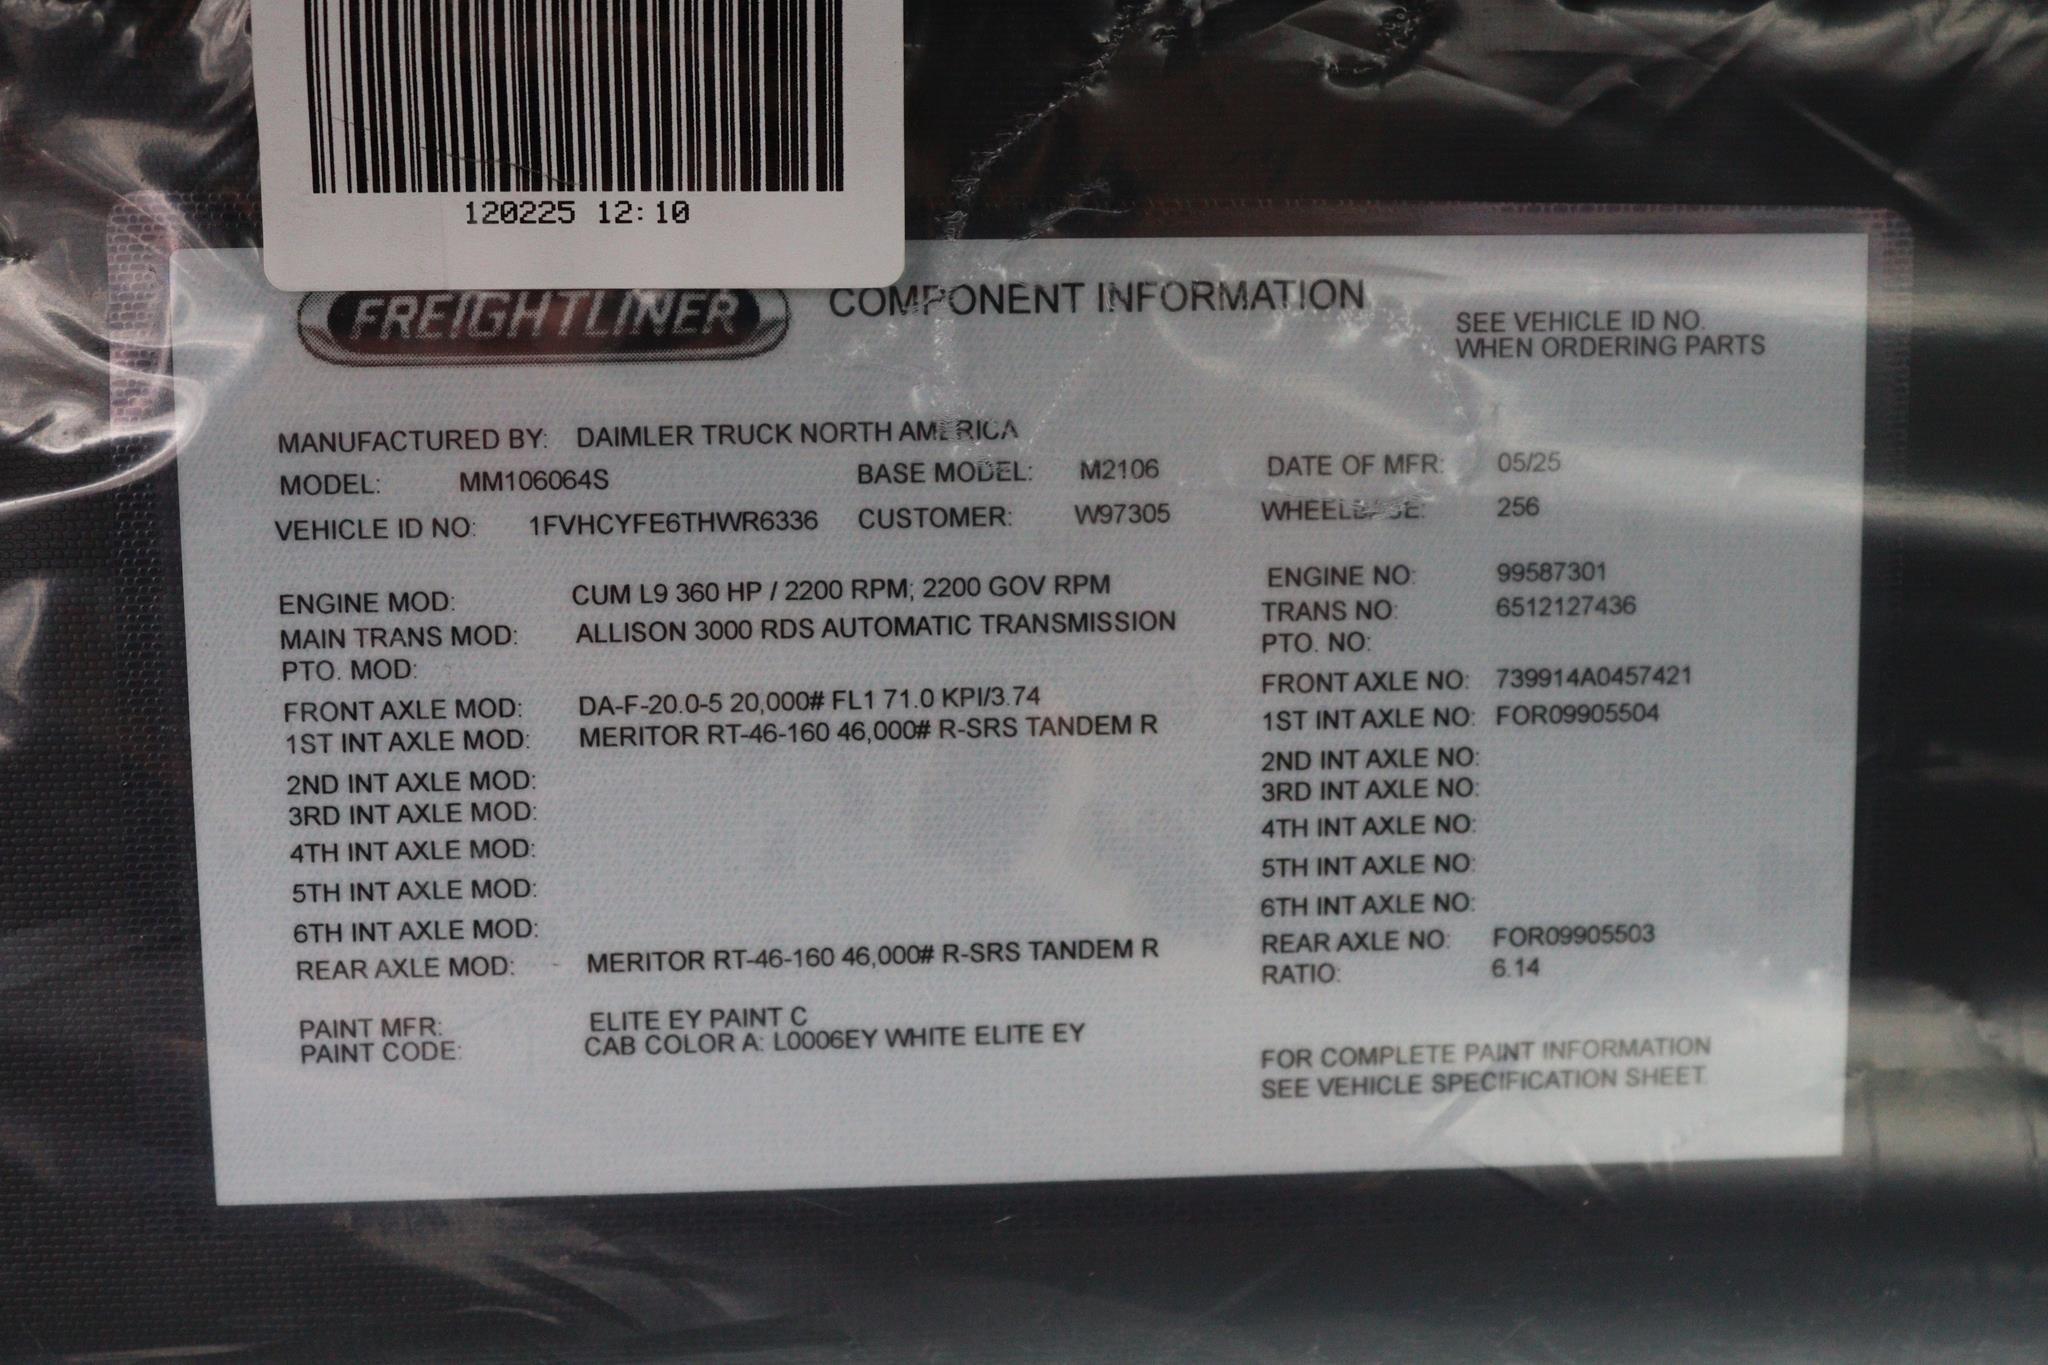 120225 12:10
FREIGHTLINER COMPONENT INFORMATION
SEE VEHICLE ID NO.
WHEN ORDERING PARTS
MANUFACTURED BY: DAIMLER TRUCK NORTH AMERICA
MODEL: MM106064S BASE MODEL: M2106 DATE OF MFR: 05/25
VEHICLE ID NO: 1FVHCYFE6THWR6336 CUSTOMER: W97305 WHEELBASE: 256
ENGINE MOD: CUM L9 360 HP / 2200 RPM; 2200 GOV RPM ENGINE NO: 99587301
MAIN TRANS MOD: ALLISON 3000 RDS AUTOMATIC TRANSMISSION TRANS NO: 6512127436
PTO. MOD: PTO. NO:
FRONT AXLE MOD: DA-F-20.0-5 20,000# FL1 71.0 KPI/3.74 FRONT AXLE NO: 739914A0457421
1ST INT AXLE MOD: MERITOR RT-46-160 46,000# R-SRS TANDEM R 1ST INT AXLE NO: FOR09905504
2ND INT AXLE MOD: 2ND INT AXLE NO:
3RD INT AXLE MOD: 3RD INT AXLE NO:
4TH INT AXLE MOD: 4TH INT AXLE NO:
5TH INT AXLE MOD: 5TH INT AXLE NO:
6TH INT AXLE MOD: 6TH INT AXLE NO:
REAR AXLE MOD: MERITOR RT-46-160 46,000# R-SRS TANDEM R REAR AXLE NO: FOR09905503
RATIO: 6.14
PAINT MFR: ELITE EY PAINT C
PAINT CODE: CAB COLOR A: L0006EY WHITE ELITE EY
FOR COMPLETE PAINT INFORMATION
SEE VEHICLE SPECIFICATION SHEET.